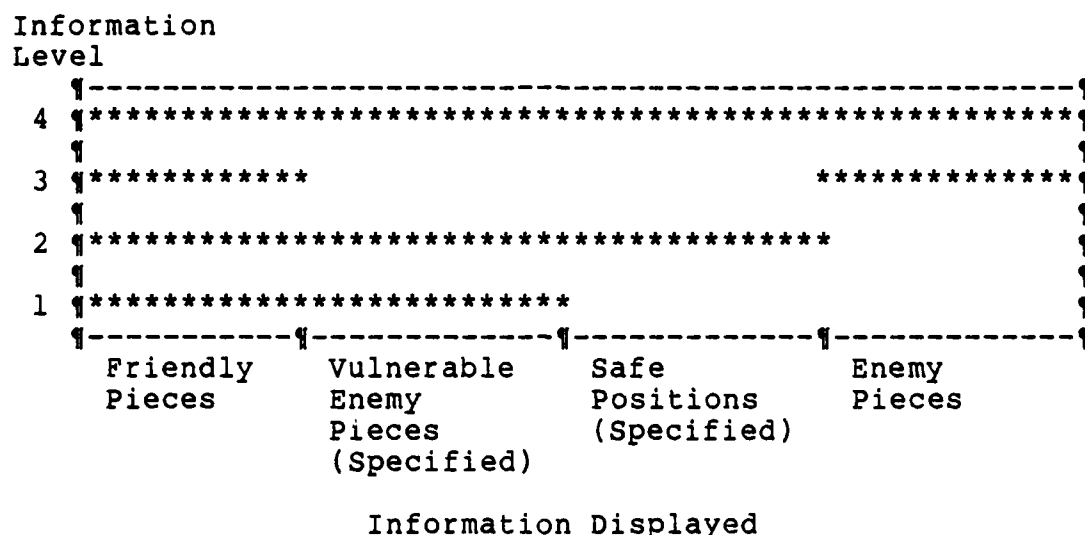 Information
Level
¶------------------------------------------------------------------¶
4 ¶*****************************************************************¶
¶ ¶
3 ¶*************** *****************¶
¶ ¶
2 ¶*************************************************
¶ ¶
1 ¶******************************** ¶
¶--------------¶-----------------¶----------------¶----------------¶
Friendly Vulnerable Safe Enemy
Pieces Enemy Positions Pieces
Pieces (Specified)
(Specified)
Information Displayed